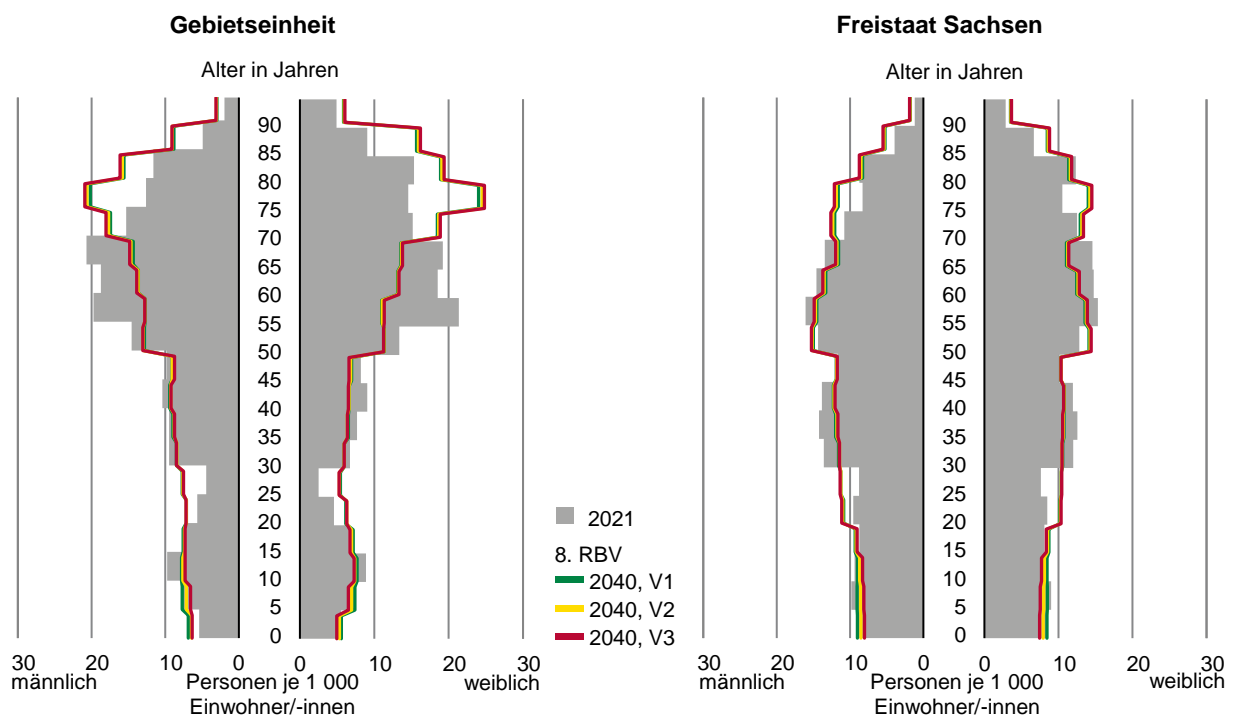 Gebietseinheit
Alter in Jahren
90
85
80
75
70
65
60
55
50
45
40
35
30
25
20
15
10
5
0
30 20 10 0 0 10 20 30
männlich Personen je 1 000 weiblich
Einwohner/-innen
2021
8. RBV
2040, V1
2040, V2
2040, V3
Freistaat Sachsen
Alter in Jahren
90
85
80
75
70
65
60
55
50
45
40
35
30
25
20
15
10
5
0
30 20 10 0 0 10 20 30
männlich Personen je 1 000 weiblich
Einwohner/-innen